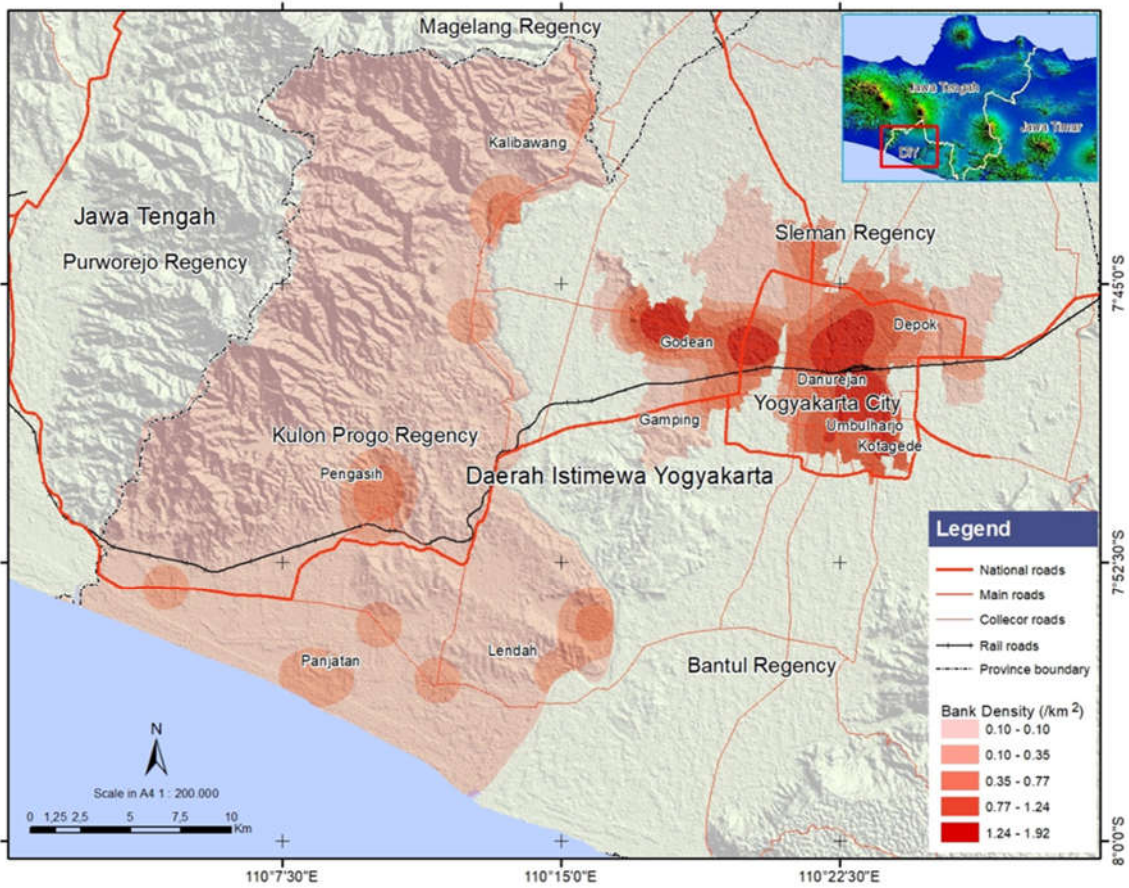 Magelang Regency
Jawa Tengah
Jawa Timur
DIY
Kalibawang
Jawa Tengah
Purworejo Regency
Sleman Regency
7°45'0"S
Depok
Godean
Danurejan
Yogyakarta City
Gamping
Umbulharjo
Kotagede
Kulon Progo Regency
Pengasih
Daerah Istimewa Yogyakarta
7°52'30"S
Lendah
Panjatan
Bantul Regency
N
Scale in A4 1 : 200.000
0 1,25 2,5 5 7,5 10
Km
Legend
National roads
Main roads
Collecor roads
Rail roads
Province boundary
Bank Density (/km 2)
0.10 - 0.10
0.10 - 0.35
0.35 - 0.77
0.77 - 1.24
1.24 - 1.92
8°0'0"S
110°7'30"E
110°15'0"E
110°22'30"E